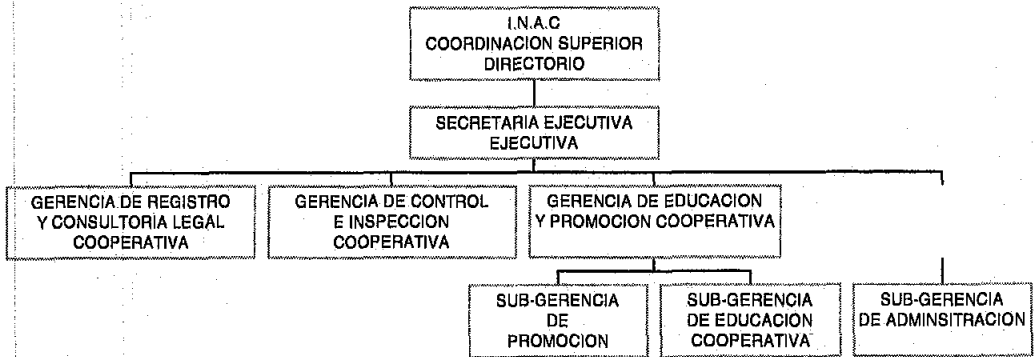 I.N.A.C
COORDINACION SUPERIOR
DIRECTORIO
SECRETARIA EJECUTIVA
EJECUTIVA
GERENCIA DE REGISTRO
Y CONSULTORIA LEGAL
COOPERATIVA
GERENCIA DE CONTROL
E INSPECCION
COOPERATIVA
GERENCIA DE EDUCACION
Y PROMOCION COOPERATIVA
SUB-GERENCIA
DE
PROMOCION
SUB-GERENCIA
DE EDUCACION
COOPERATIVA
SUB-GERENCIA
DE ADMINSITRACION